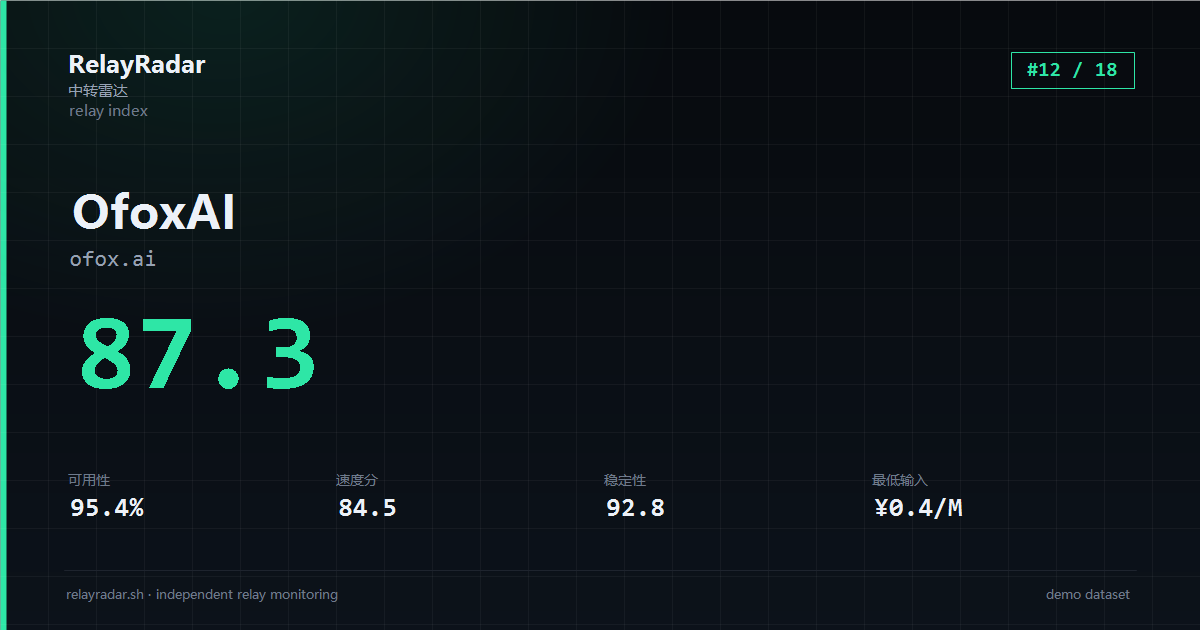 RelayRadar
中转雷达
relay index
#12 / 18
OfoxAI
ofox.ai
87.3
可用性
95.4%
速度分
84.5
稳定性
92.8
最低输入
¥0.4/M
relayradar.sh · independent relay monitoring
demo dataset